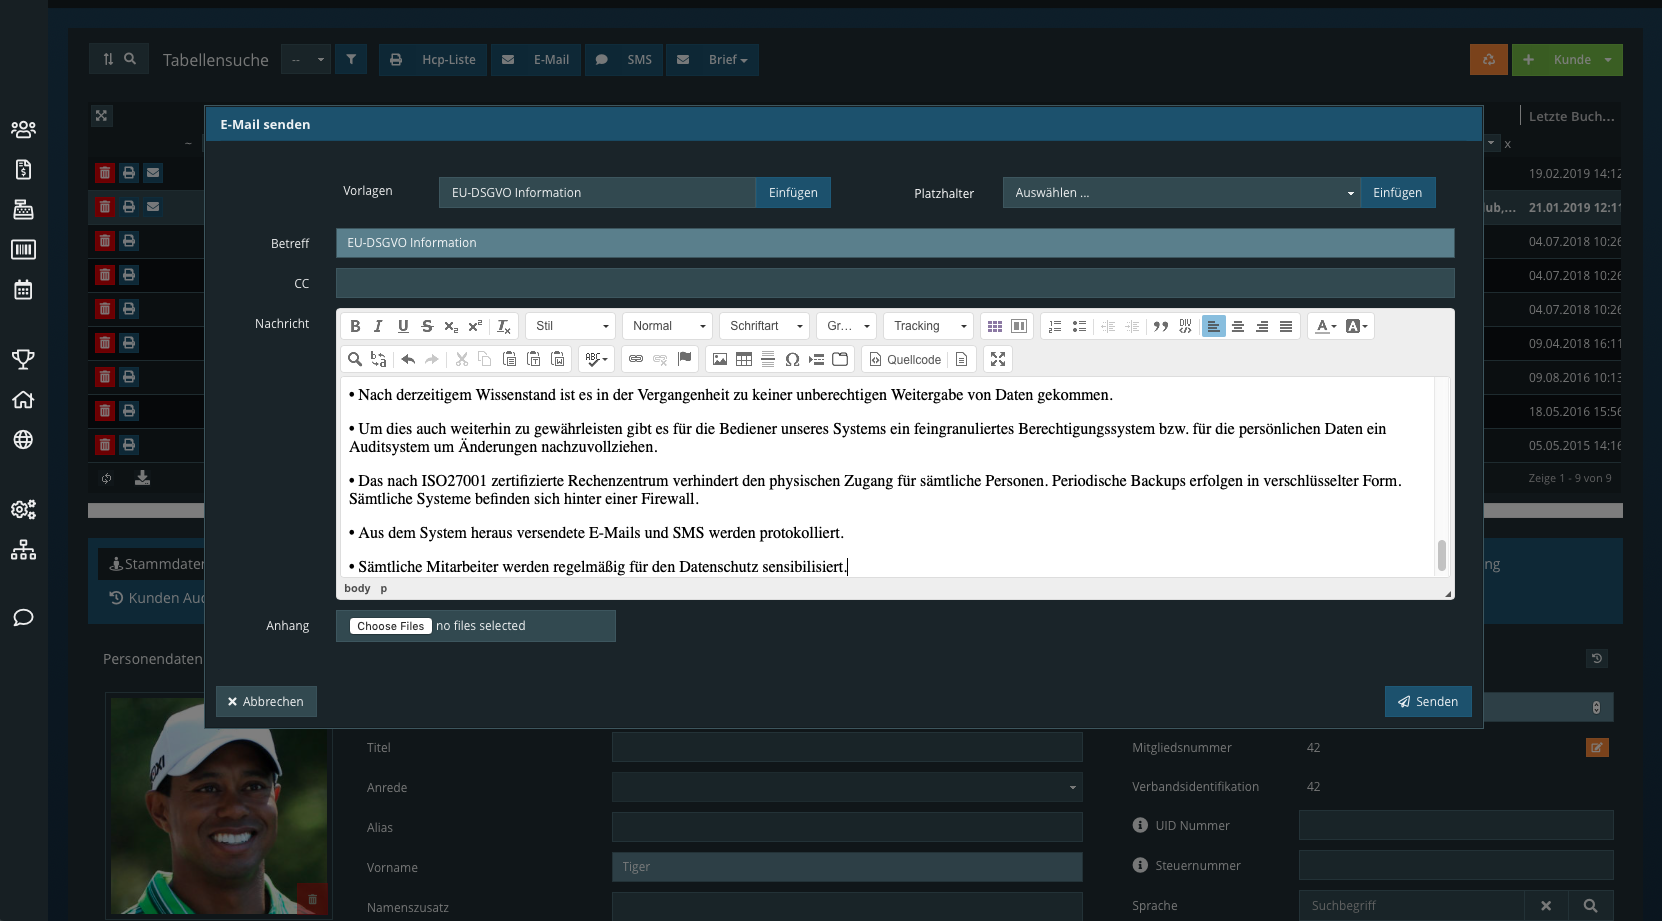 Tabellensuche
--
Hcp-Liste
E-Mail
SMS
Brief
Kunde
Letzte Buch...
~
x
E-Mail senden
19.02.2019 14:12
Vorlagen
EU-DSGVO Information
Einfügen
Platzhalter
Auswählen ...
Einfügen
ub,...
21.01.2019 12:11
Betreff
EU-DSGVO Information
04.07.2018 10:26
CC
04.07.2018 10:26
Nachricht
Stil
Normal
Schriftart
Gr...
Tracking
04.07.2018 10:26
Quellcode
09.04.2018 16:11
• Nach derzeitigem Wissenstand ist es in der Vergangenheit zu keiner unberechtigen Weitergabe von Daten gekommen.
09.08.2016 10:13
• Um dies auch weiterhin zu gewährleisten gibt es für die Bediener unseres Systems ein feingranuliertes Berechtigungssystem bzw. für die persönlichen Daten ein
Auditsystem um Änderungen nachzuvollziehen.
18.05.2016 15:56
05.05.2015 14:16
• Das nach ISO27001 zertifizierte Rechenzentrum verhindert den physischen Zugang für sämtliche Personen. Periodische Backups erfolgen in verschlüsselter Form.
Sämtliche Systeme befinden sich hinter einer Firewall.
Zeige 1 - 9 von 9
• Aus dem System heraus versendete E-Mails und SMS werden protokolliert.
• Sämtliche Mitarbeiter werden regelmäßig für den Datenschutz sensibilisiert.
body p
Stammdaten
ng
Kunden Aud
Anhang
Choose Files no files selected
Personendaten
Abbrechen
Senden
Titel
Mitgliedsnummer
42
Anrede
Verbandsidentifikation
42
Alias
UID Nummer
Vorname
Tiger
Steuernummer
Namenszusatz
Sprache
Suchbegriff